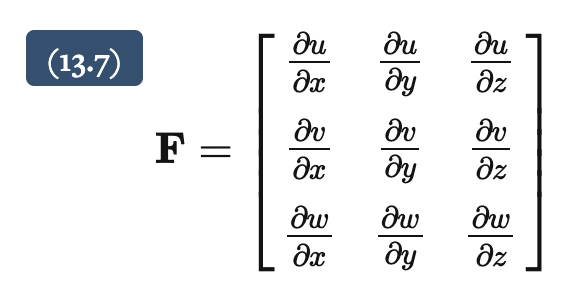 (13.7)
∂u/∂x ∂u/∂y ∂u/∂z
F = [ ∂v/∂x ∂v/∂y ∂v/∂z ]
∂w/∂x ∂w/∂y ∂w/∂z